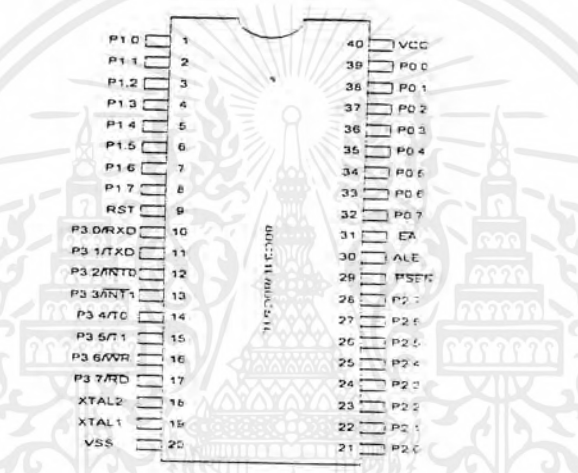 P1.0 1 40 VCC
P1.1 2 39 P0.0
P1.2 3 38 P0.1
P1.3 4 37 P0.2
P1.4 5 36 P0.3
P1.5 6 35 P0.4
P1.6 7 34 P0.5
P1.7 8 33 P0.6
RST 9 32 P0.7
P3.0/RXD 10 31 EA
P3.1/TXD 11 30 ALE
P3.2/INT0 12 29 PSEN
P3.3/INT1 13 28 P2.7
P3.4/T0 14 27 P2.6
P3.5/T1 15 26 P2.5
P3.6/WR 16 25 P2.4
P3.7/RD 17 24 P2.3
XTAL2 18 23 P2.2
XTAL1 19 22 P2.1
VSS 20 21 P2.0